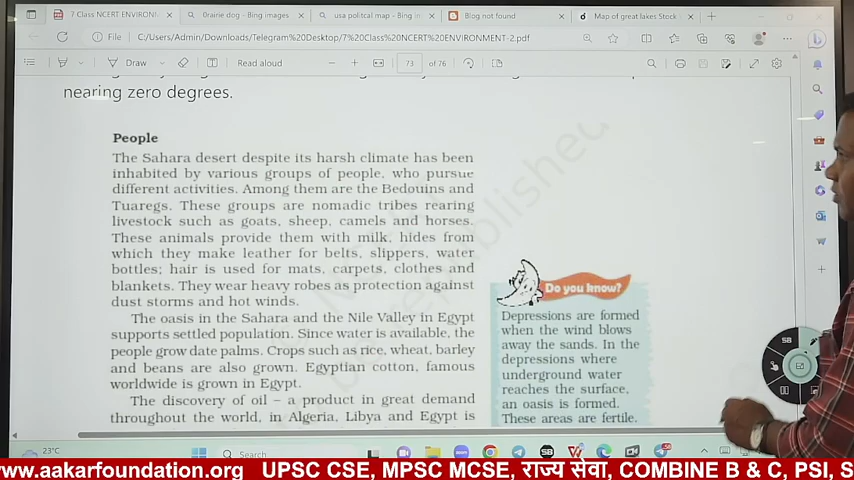 7 Class NCERT ENVIRONM
0rairie dog - Bing images
usa politcal map - Bing
Blog not found
Map of great lakes Stock
File
C:/Users/Admin/Downloads/Telegram%20Desktop/7%20Class%20NCERT%20ENVIRONMENT-2.pdf
Draw
Read aloud
73 of 76
nearing zero degrees.
People
The Sahara desert despite its harsh climate has been
inhabited by various groups of people, who pursue
different activities. Among them are the Bedouins and
Tuaregs. These groups are nomadic tribes rearing
livestock such as goats, sheep, camels and horses.
These animals provide them with milk, hides from
which they make leather for belts, slippers, water
bottles; hair is used for mats, carpets, clothes and
blankets. They wear heavy robes as protection against
dust storms and hot winds.
The oasis in the Sahara and the Nile Valley in Egypt
supports settled population. Since water is available, the
people grow date palms. Crops such as rice, wheat, barley
and beans are also grown. Egyptian cotton, famous
worldwide is grown in Egypt.
The discovery of oil – a product in great demand
throughout the world, in Algeria, Libya and Egypt is
Do you know?
Depressions are formed
when the wind blows
away the sands. In the
depressions where
underground water
reaches the surface,
an oasis is formed.
These areas are fertile.
republished
SB
23°C
Search
www.aakarfoundation.org UPSC CSE, MPSC MCSE, राज्य सेवा, COMBINE B & C, PSI, S